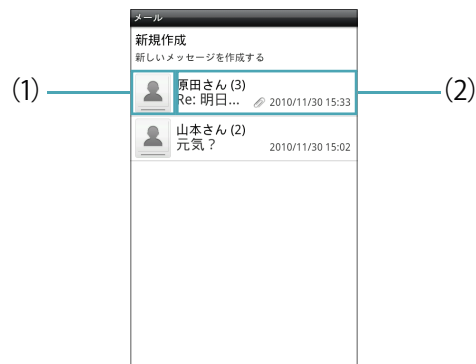 メール
新規作成
新しいメッセージを作成する
(1)
原田さん (3)
(2)
Re: 明日... 2010/11/30 15:33
山本さん (2)
元気？ 2010/11/30 15:02